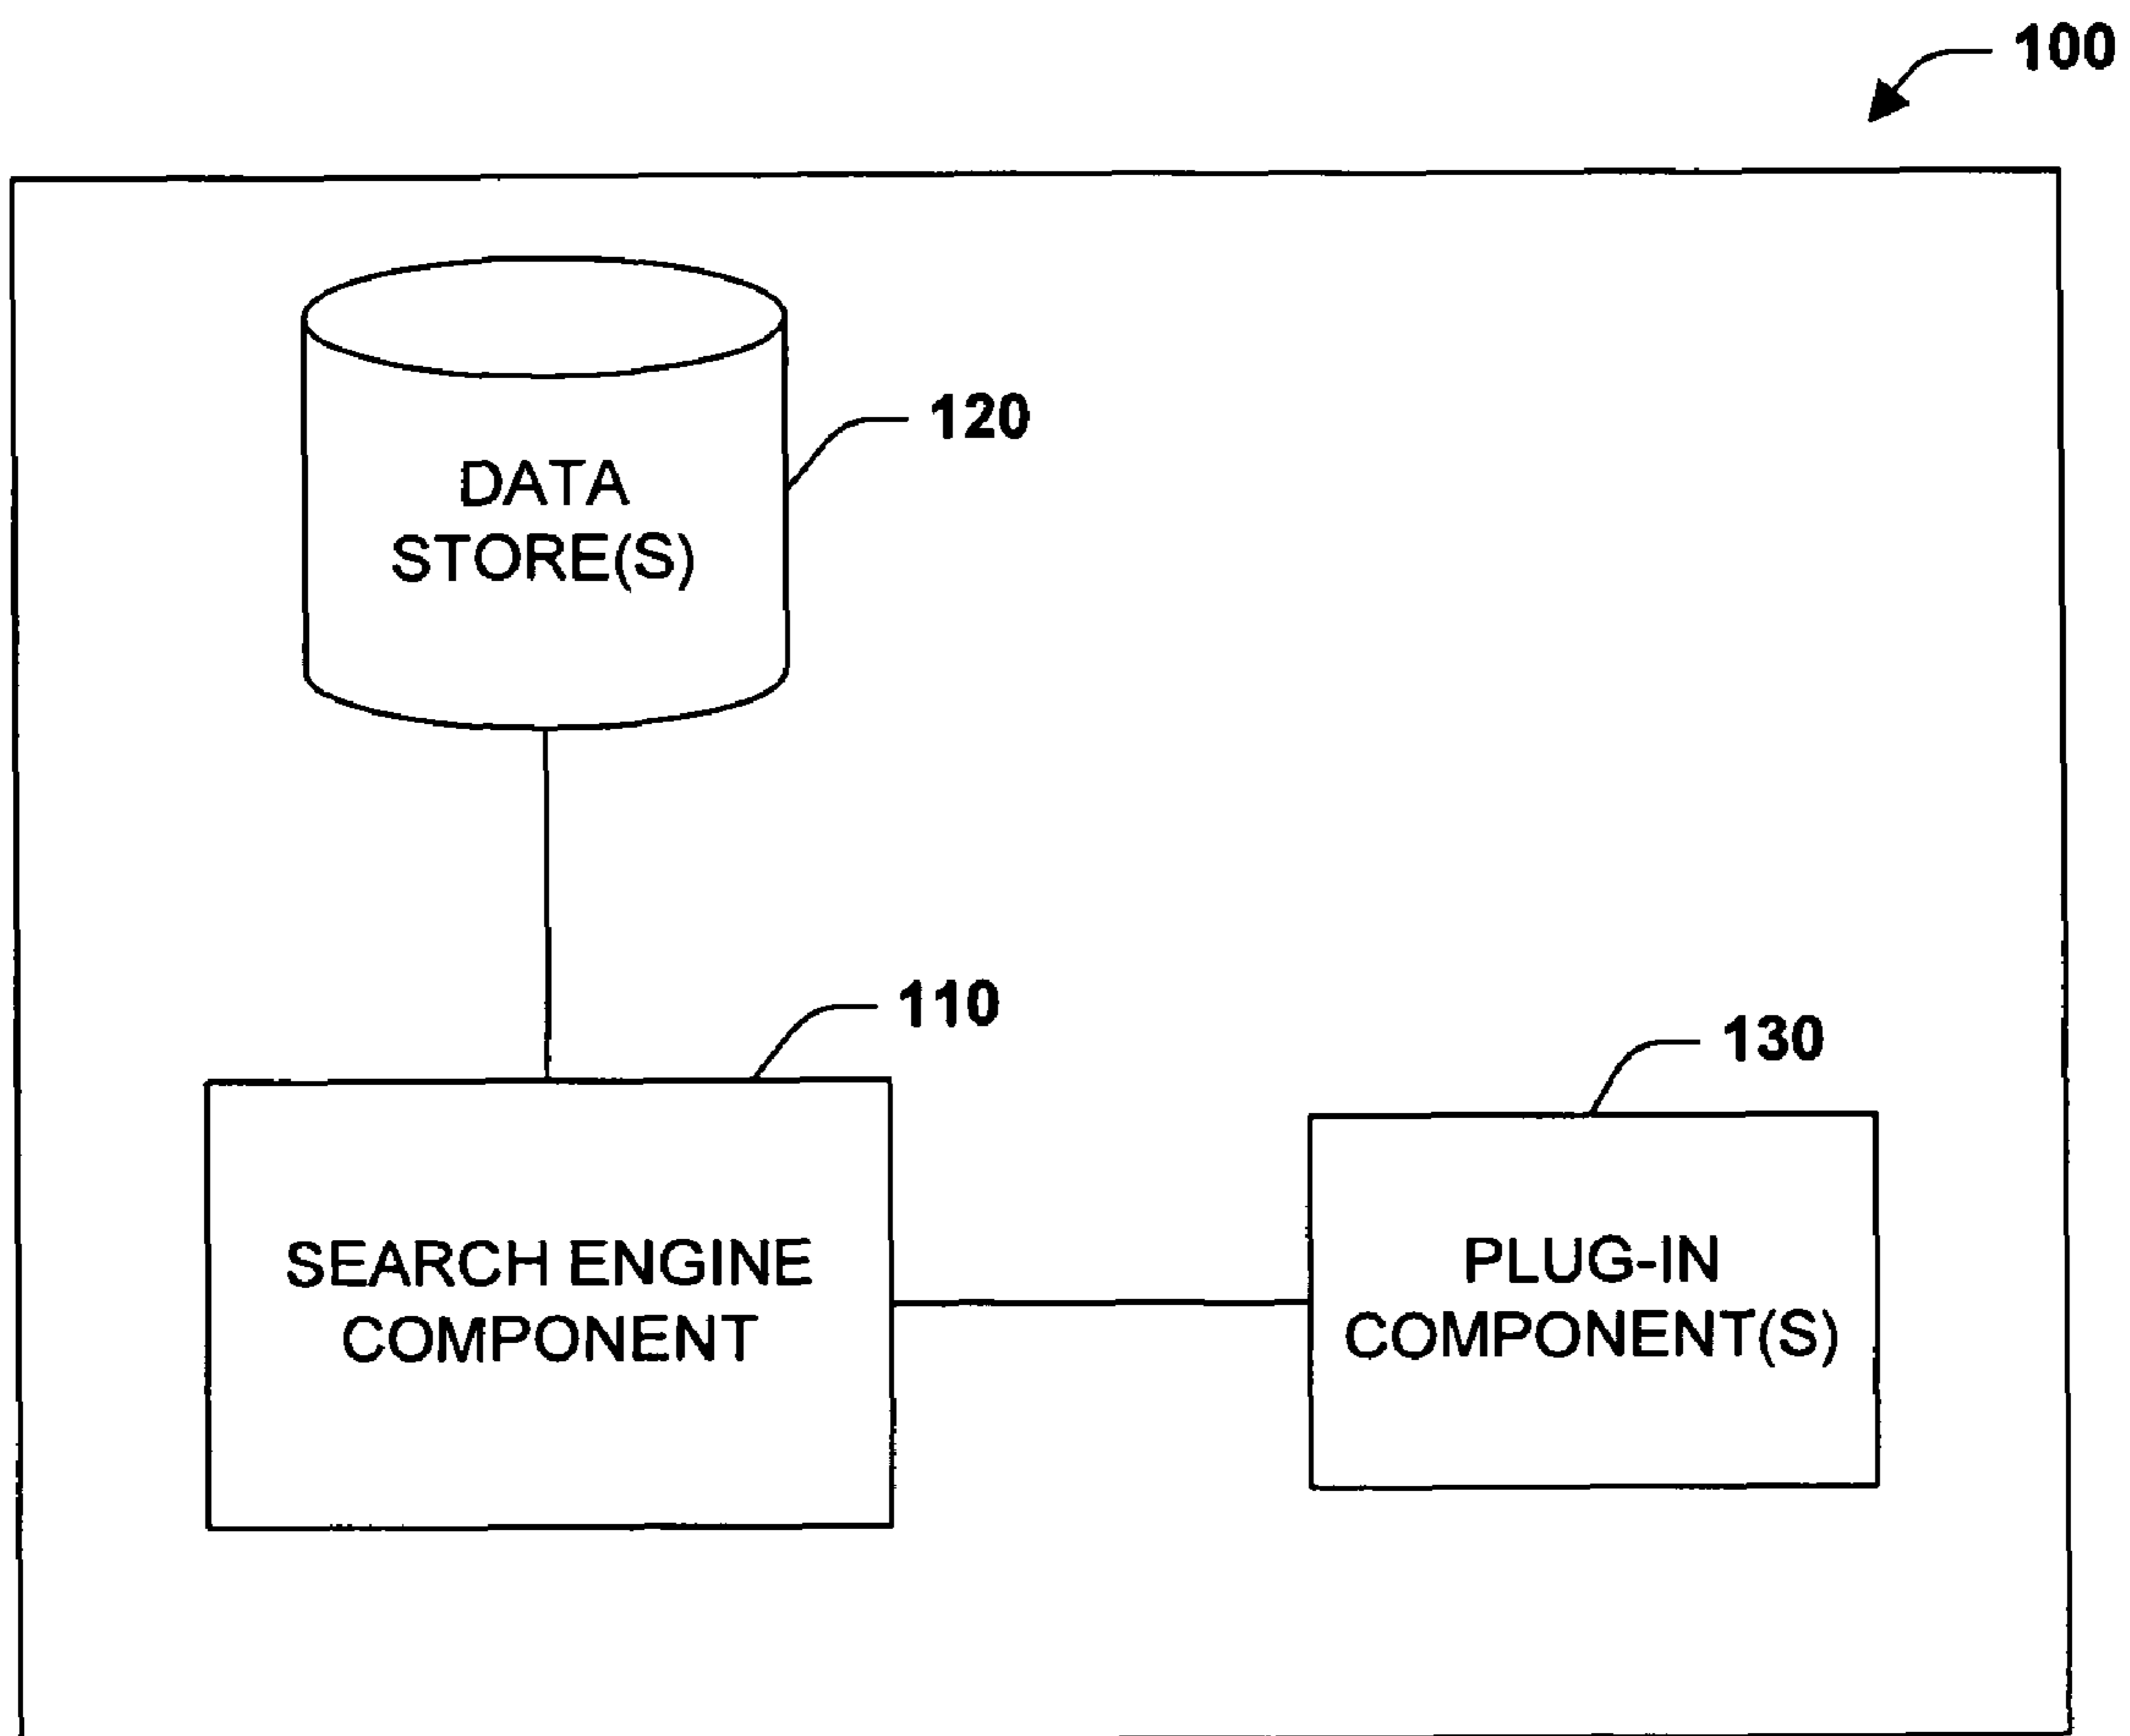 100
120
DATA
STORE(S)
110
130
SEARCH ENGINE
COMPONENT
PLUG-IN
COMPONENT(S)